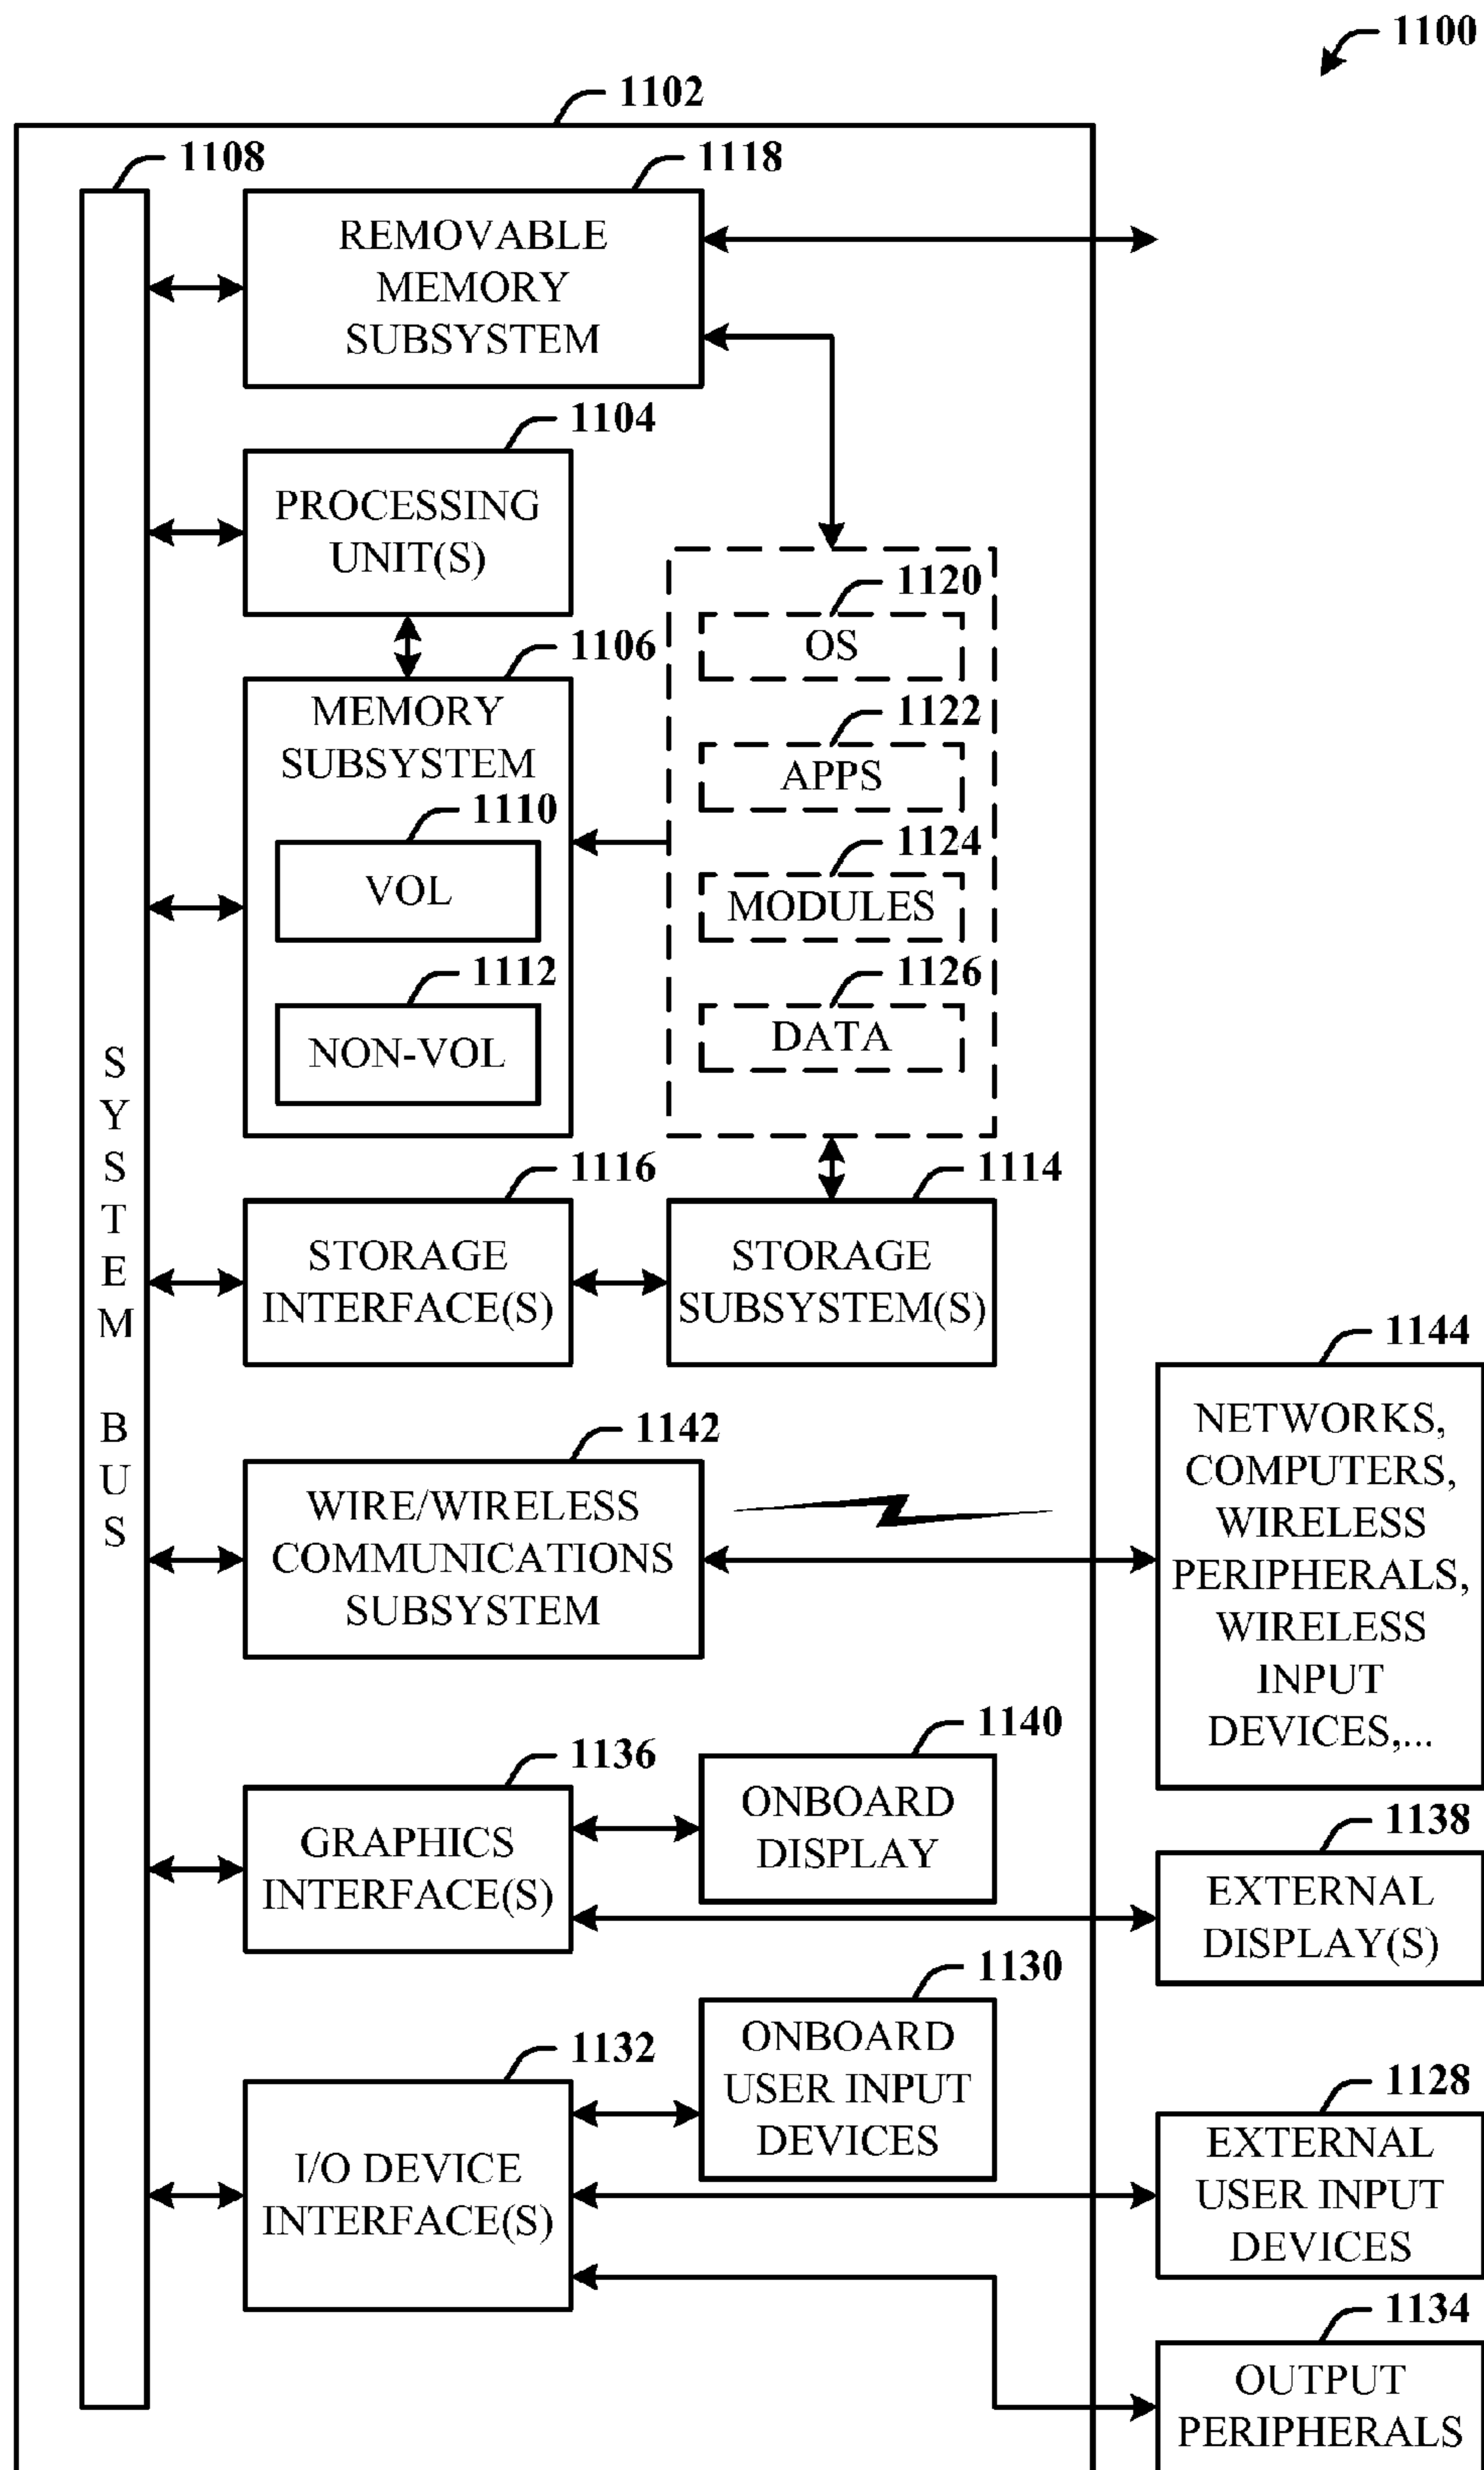 1100
1102
1108
1118
REMOVABLE
MEMORY
SUBSYSTEM
1104
PROCESSING
UNIT(S)
1120
OS
1106
MEMORY
SUBSYSTEM
1122
APPS
1110
VOL
1124
MODULES
1112
NON-VOL
1126
DATA
SYSTEM
BUS
1116
STORAGE
INTERFACE(S)
1114
STORAGE
SUBSYSTEM(S)
1144
NETWORKS,
COMPUTERS,
WIRELESS
PERIPHERALS,
WIRELESS
INPUT
DEVICES,...
1142
WIRE/WIRELESS
COMMUNICATIONS
SUBSYSTEM
1136
GRAPHICS
INTERFACE(S)
1140
ONBOARD
DISPLAY
1138
EXTERNAL
DISPLAY(S)
1130
ONBOARD
USER INPUT
DEVICES
1132
I/O DEVICE
INTERFACE(S)
1128
EXTERNAL
USER INPUT
DEVICES
1134
OUTPUT
PERIPHERALS